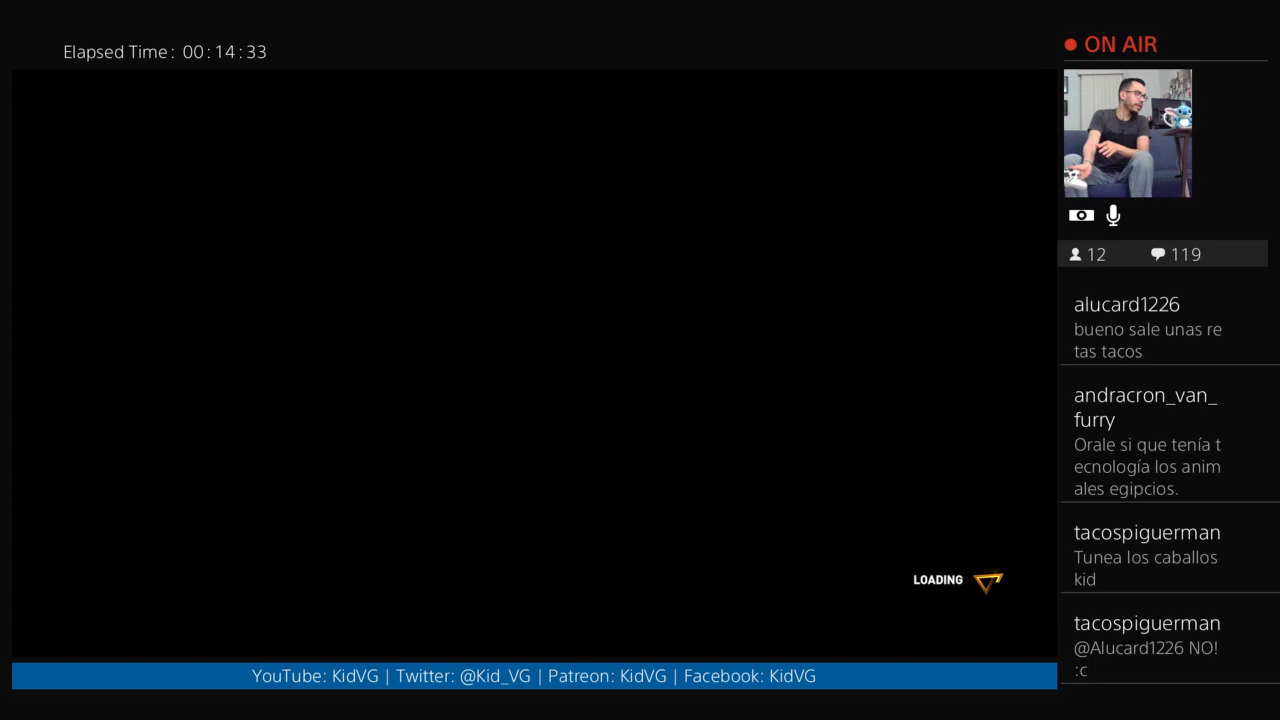 Elapsed Time: 00:14:33
ON AIR
12 119
alucard1226
bueno sale unas re
tas tacos
andracron_van_
furry
Orale si que tenía t
ecnología los anim
ales egipcios.
tacospiguerman
Tunea los caballos
kid
tacospiguerman
@Alucard1226 NO!
:c
LOADING
YouTube: KidVG | Twitter: @Kid_VG | Patreon: KidVG | Facebook: KidVG